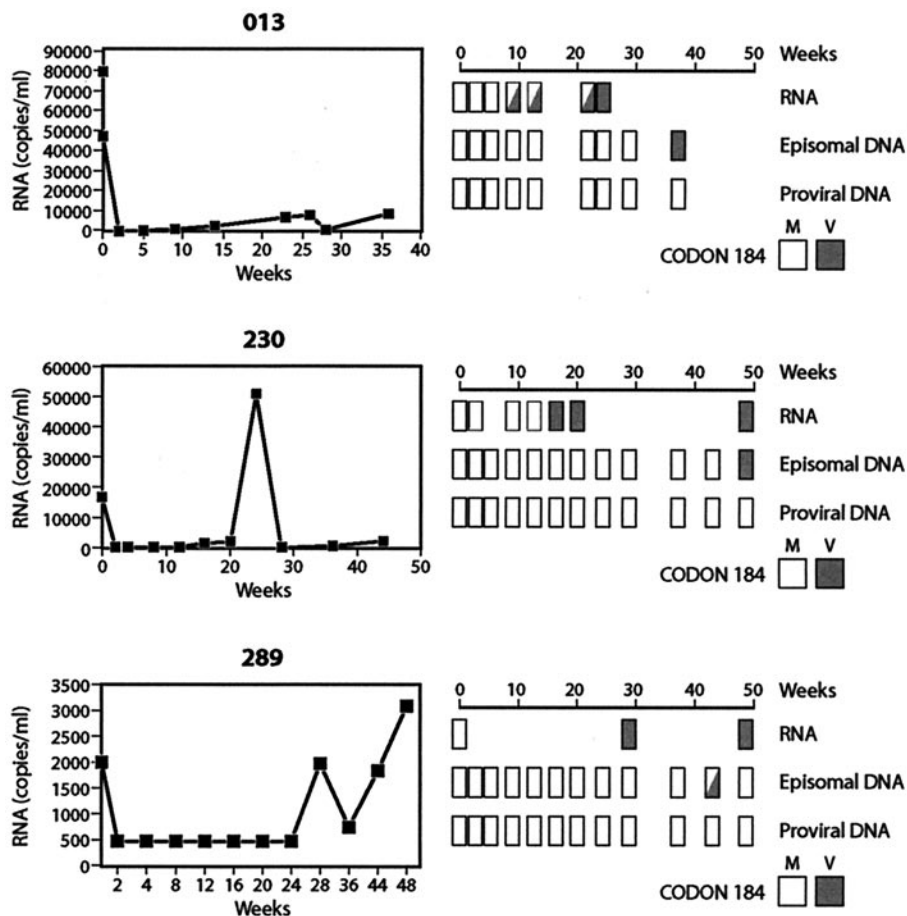 013
RNA (copies/ml)
90000
80000
70000
60000
50000
40000
30000
20000
10000
0
0 5 10 15 20 25 30 35 40
Weeks
0 10 20 30 40 50 Weeks
RNA
Episomal DNA
Proviral DNA
M V
CODON 184
230
RNA (copies/ml)
60000
50000
40000
30000
20000
10000
0
0 10 20 30 40 50
Weeks
0 10 20 30 40 50 Weeks
RNA
Episomal DNA
Proviral DNA
M V
CODON 184
289
RNA (copies/ml)
3500
3000
2500
2000
1500
1000
500
0
2 4 8 12 16 20 24 28 36 44 48
Weeks
0 10 20 30 40 50 Weeks
RNA
Episomal DNA
Proviral DNA
M V
CODON 184